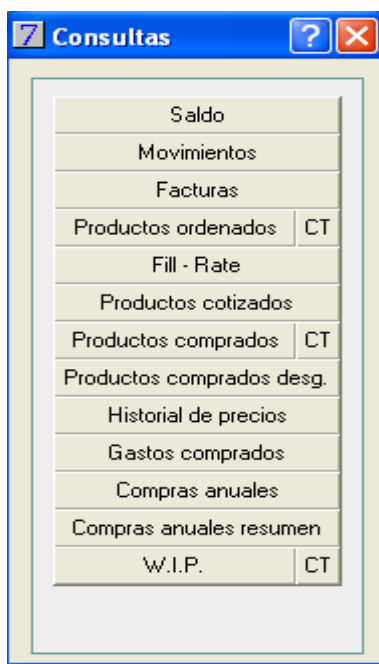 7 Consultas ?
Saldo
Movimientos
Facturas
Productos ordenados CT
Fill - Rate
Productos cotizados
Productos comprados CT
Productos comprados desg.
Historial de precios
Gastos comprados
Compras anuales
Compras anuales resumen
W.I.P. CT